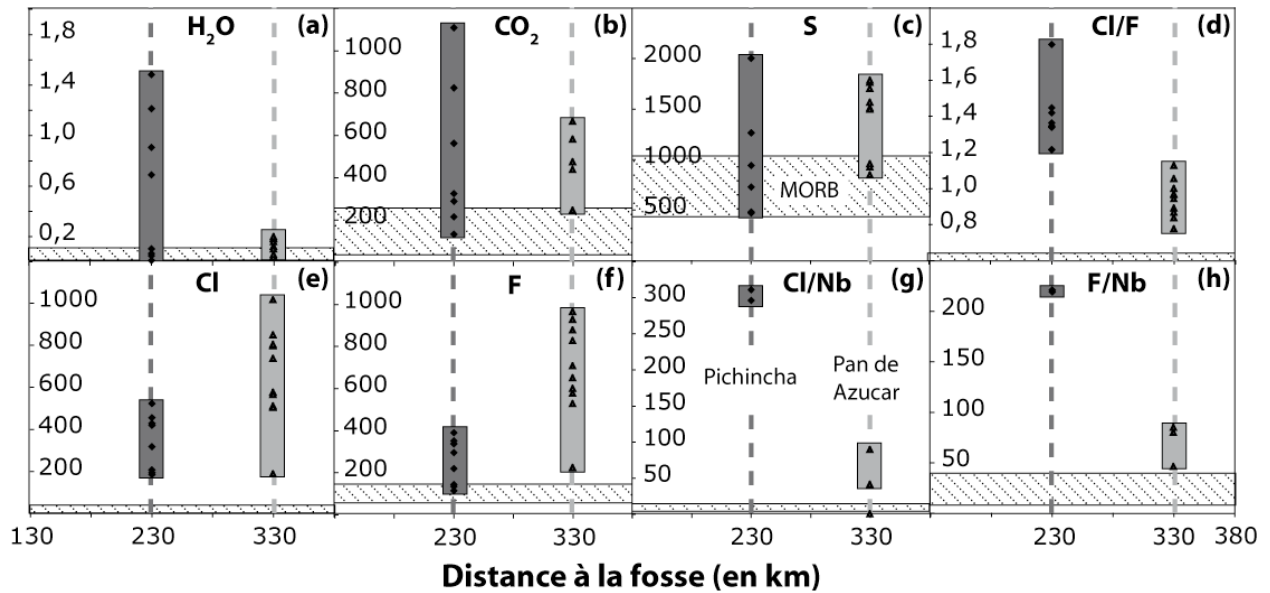 H2O (a)
1,8
1,4
1,0
0,6
0,2
CO2 (b)
1000
800
600
400
200
S (c)
2000
1500
1000
500
MORB
Cl/F (d)
1,8
1,6
1,4
1,2
1,0
0,8
Cl (e)
1000
800
600
400
200
F (f)
1000
800
600
400
200
Cl/Nb (g)
300
250
200
150
100
50
Pichincha
Pan de
Azucar
F/Nb (h)
200
150
100
50
130 230 330 230 330 230 330 230 330 380
Distance à la fosse (en km)